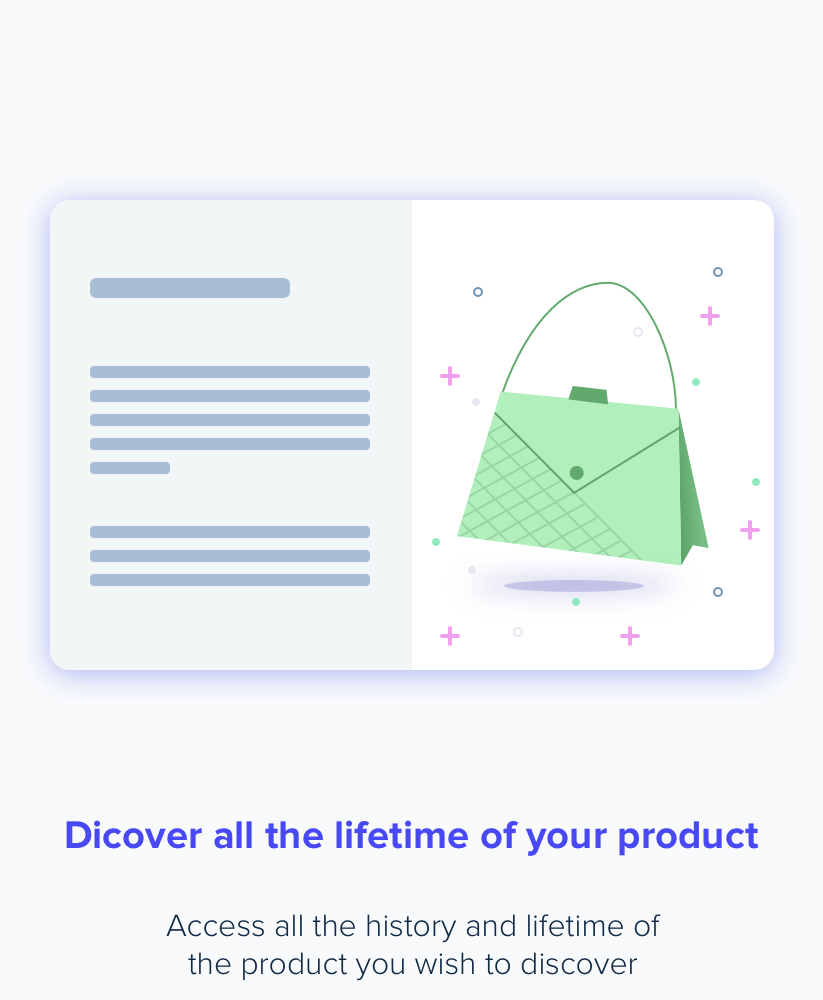 Dicover all the lifetime of your product
Access all the history and lifetime of
the product you wish to discover